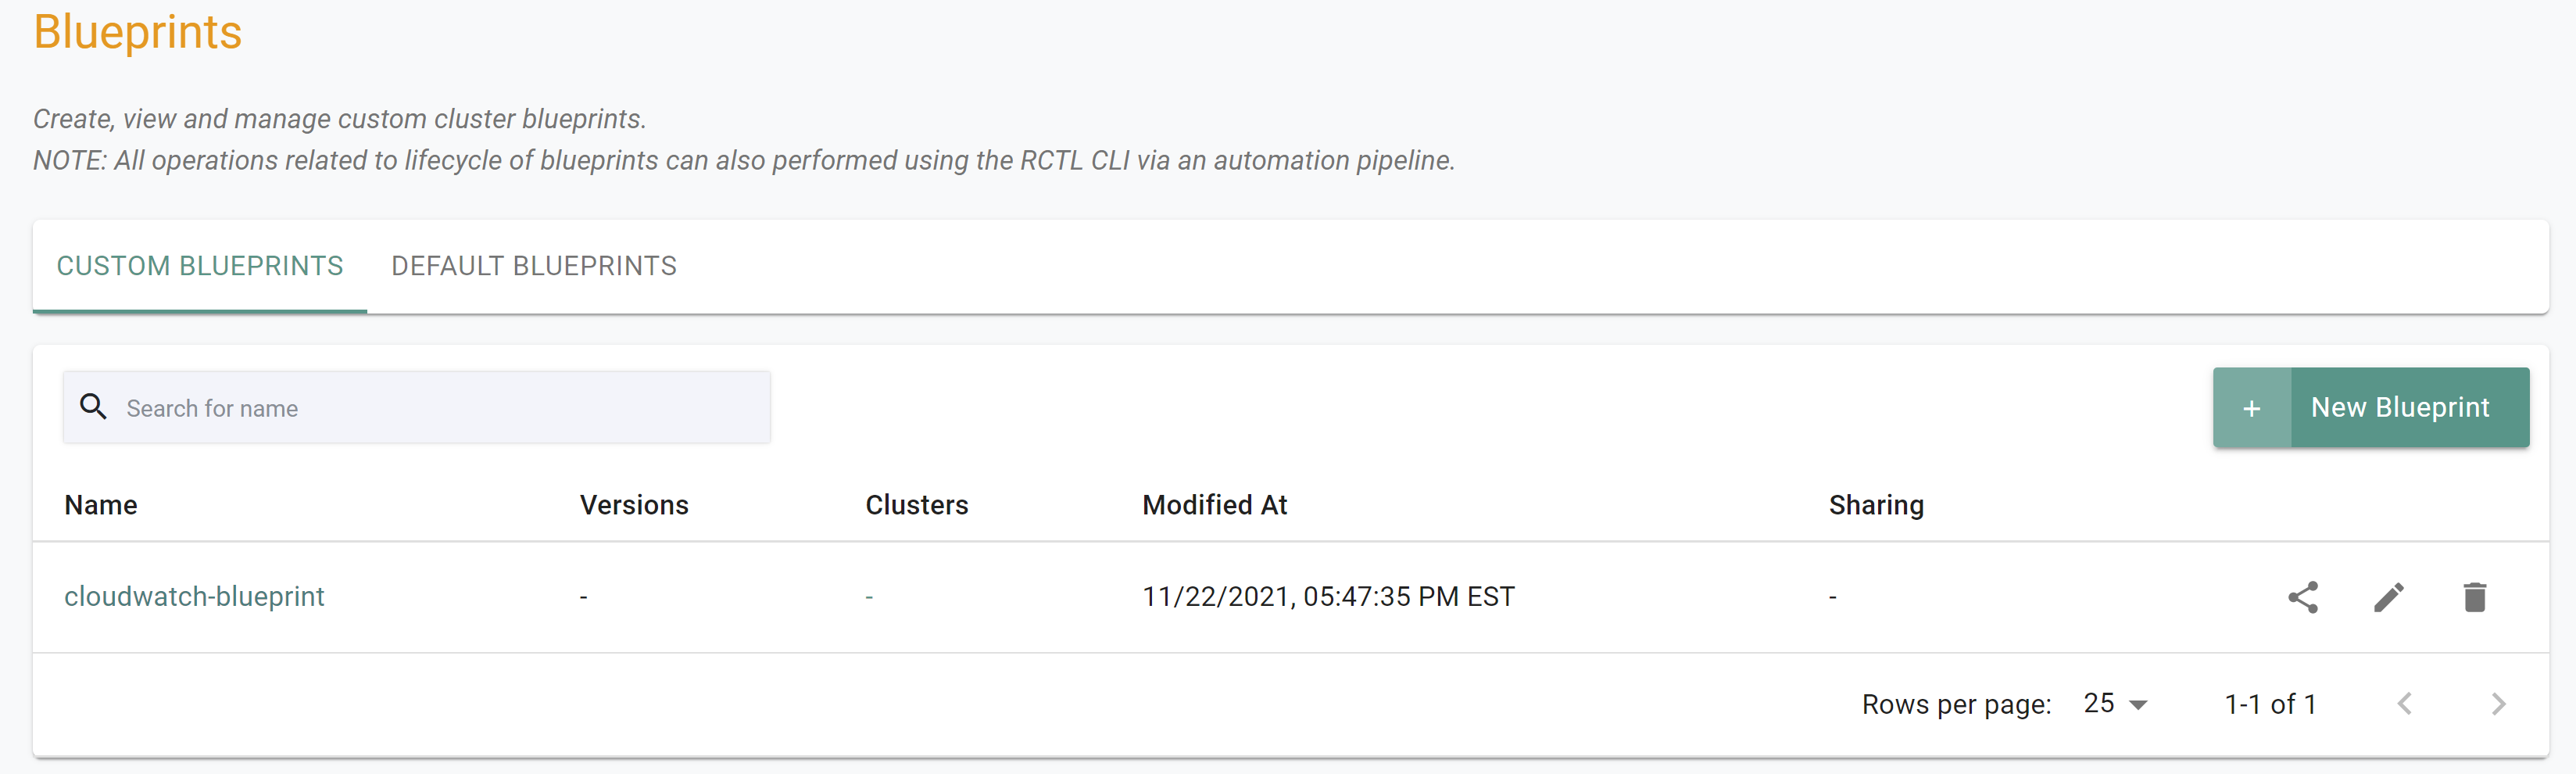 Blueprints
Create, view and manage custom cluster blueprints.
NOTE: All operations related to lifecycle of blueprints can also performed using the RCTL CLI via an automation pipeline.
CUSTOM BLUEPRINTS DEFAULT BLUEPRINTS
Search for name
+ New Blueprint
Name Versions Clusters Modified At Sharing
cloudwatch-blueprint - - 11/22/2021, 05:47:35 PM EST -
Rows per page: 25 1-1 of 1